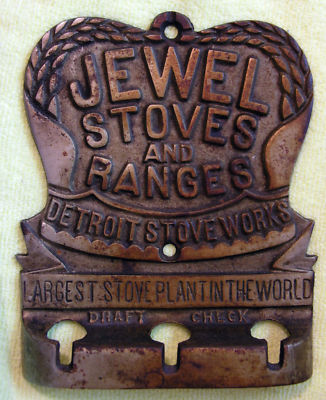 JEWEL
STOVES
AND
RANGES
DETROIT STOVE WORKS
LARGEST STOVE PLANT IN THE WORLD
DRAFT CHECK